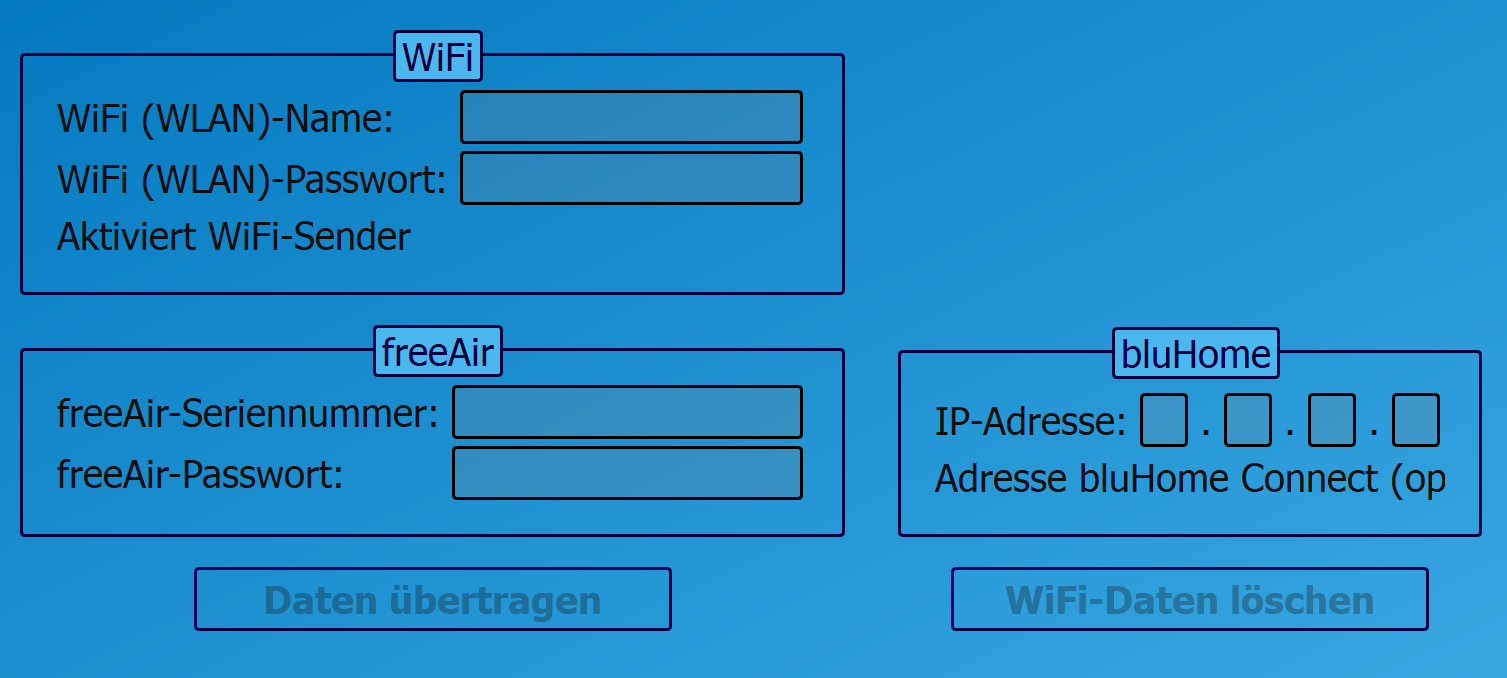 WiFi
WiFi (WLAN)-Name:
WiFi (WLAN)-Passwort:
Aktiviert WiFi-Sender
freeAir
freeAir-Seriennummer:
freeAir-Passwort:
bluHome
IP-Adresse: . . .
Adresse bluHome Connect (op
Daten übertragen
WiFi-Daten löschen